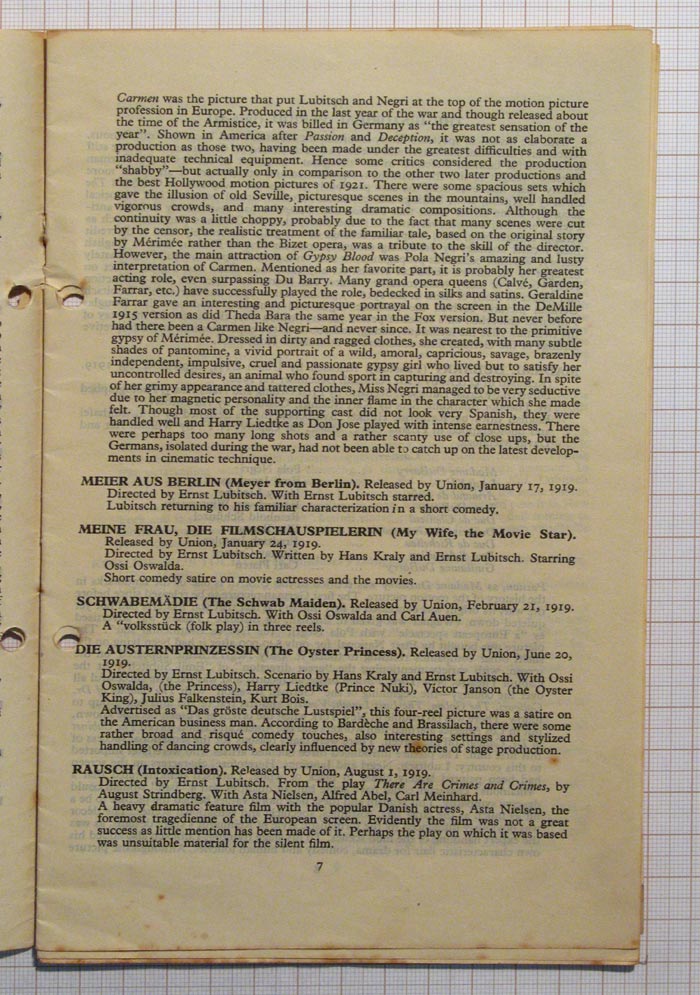 Carmen was the picture that put Lubitsch and Negri at the top of the motion picture
profession in Europe. Produced in the last year of the war and though released about
the time of the Armistice, it was billed in Germany as “the greatest sensation of the
year”. Shown in America after Passion and Deception, it was not as elaborate a
production as those two, having been made under the greatest difficulties and with
inadequate technical equipment. Hence some critics considered the production
“shabby”—but actually only in comparison to the other two later productions and
the best Hollywood motion pictures of 1921. There were some spacious sets which
gave the illusion of old Seville, picturesque scenes in the mountains, well handled
vigorous crowds, and many interesting dramatic compositions. Although the
continuity was a little choppy, probably due to the fact that many scenes were cut
by the censor, the realistic treatment of the familiar tale, based on the original story
by Mérimée rather than the Bizet opera, was a tribute to the skill of the director.
However, the main attraction of Gypsy Blood was Pola Negri's amazing and lusty
interpretation of Carmen. Mentioned as her favorite part, it is probably her greatest
acting role, even surpassing Du Barry. Many grand opera queens (Calvé, Garden,
Farrar, etc.) have successfully played the role, bedecked in silks and satins. Geraldine
Farrar gave an interesting and picturesque portrayal on the screen in the DeMille
1915 version as did Theda Bara the same year in the Fox version. But never before
had there been a Carmen like Negri—and never since. It was nearest to the primitive
gypsy of Mérimée. Dressed in dirty and ragged clothes, she created, with many subtle
shades of pantomine, a vivid portrait of a wild, amoral, capricious, savage, brazenly
independent, impulsive, cruel and passionate gypsy girl who lived but to satisfy her
uncontrolled desires, an animal who found sport in capturing and destroying. In spite
of her grimy appearance and tattered clothes, Miss Negri managed to be very seductive
due to her magnetic personality and the inner flame in the character which she made
felt. Though most of the supporting cast did not look very Spanish, they were
handled well and Harry Liedtke as Don Jose played with intense earnestness. There
were perhaps too many long shots and a rather scanty use of close ups, but the
Germans, isolated during the war, had not been able to catch up on the latest develop-
ments in cinematic technique.
MEIER AUS BERLIN (Meyer from Berlin). Released by Union, January 17, 1919.
Directed by Ernst Lubitsch. With Ernst Lubitsch starred.
Lubitsch returning to his familiar characterization in a short comedy.
MEINE FRAU, DIE FILMSCHAUSPIELERIN (My Wife, the Movie Star).
Released by Union, January 24, 1919.
Directed by Ernst Lubitsch. Written by Hans Kraly and Ernst Lubitsch. Starring
Ossi Oswalda.
Short comedy satire on movie actresses and the movies.
SCHWABEMÄDIE (The Schwab Maiden). Released by Union, February 21, 1919.
Directed by Ernst Lubitsch. With Ossi Oswalda and Carl Auen.
A “volksstück (folk play) in three reels.
DIE AUSTERNPRINZESSIN (The Oyster Princess). Released by Union, June 20,
1919.
Directed by Ernst Lubitsch. Scenario by Hans Kraly and Ernst Lubitsch. With Ossi
Oswalda, (the Princess), Harry Liedtke (Prince Nuki), Victor Janson (the Oyster
King), Julius Falkenstein, Kurt Bois.
Advertised as “Das gröste deutsche Lustspiel”, this four-reel picture was a satire on
the American business man. According to Bardèche and Brassilach, there were some
rather broad and risqué comedy touches, also interesting settings and stylized
handling of dancing crowds, clearly influenced by new theories of stage production.
RAUSCH (Intoxication). Released by Union, August 1, 1919.
Directed by Ernst Lubitsch. From the play There Are Crimes and Crimes, by
August Strindberg. With Asta Nielsen, Alfred Abel, Carl Meinhard.
A heavy dramatic feature film with the popular Danish actress, Asta Nielsen, the
foremost tragedienne of the European screen. Evidently the film was not a great
success as little mention has been made of it. Perhaps the play on which it was based
was unsuitable material for the silent film.
7